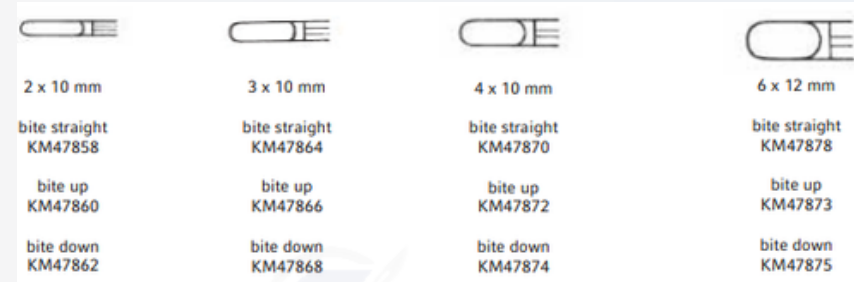 2 x 10 mm
bite straight
KM47858
bite up
KM47860
bite down
KM47862
3 x 10 mm
bite straight
KM47864
bite up
KM47866
bite down
KM47868
4 x 10 mm
bite straight
KM47870
bite up
KM47872
bite down
KM47874
6 x 12 mm
bite straight
KM47878
bite up
KM47873
bite down
KM47875